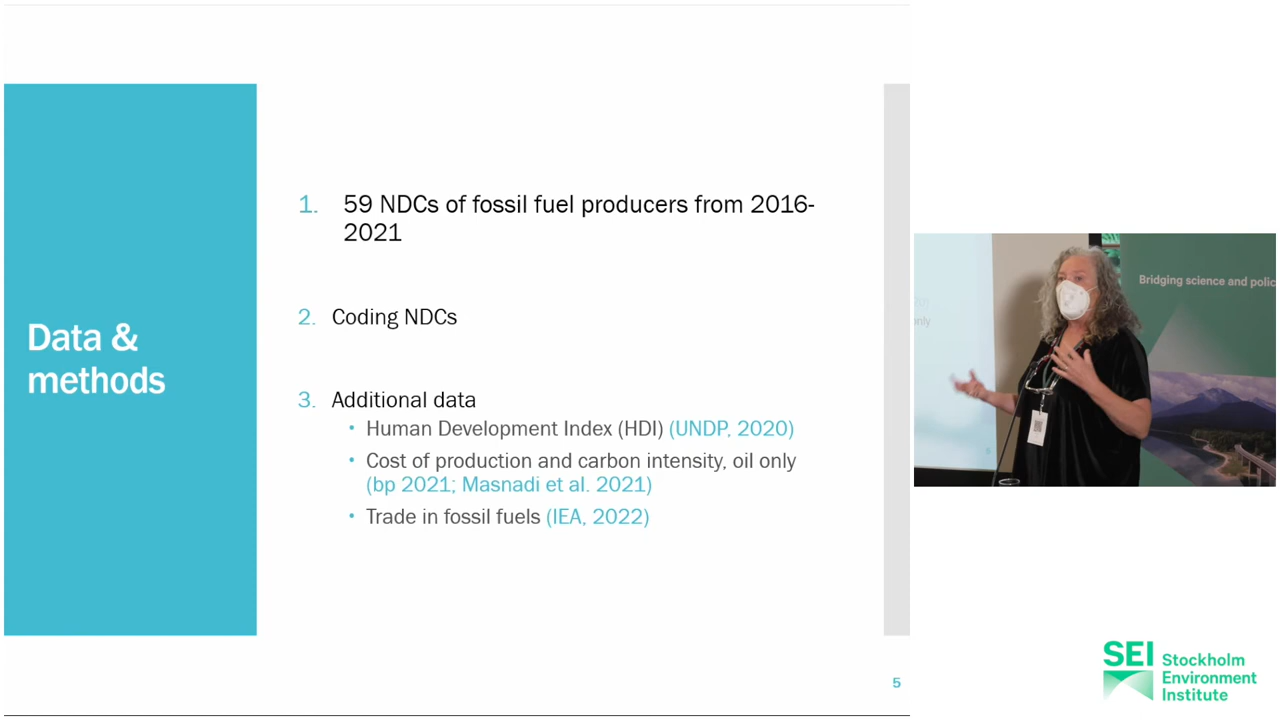 Data &
methods
1. 59 NDCs of fossil fuel producers from 2016-
2021
2. Coding NDCs
3. Additional data
• Human Development Index (HDI) (UNDP, 2020)
• Cost of production and carbon intensity, oil only
(bp 2021; Masnadi et al. 2021)
• Trade in fossil fuels (IEA, 2022)
5
only
Bridging science and polic
SEI Stockholm
Environment
Institute